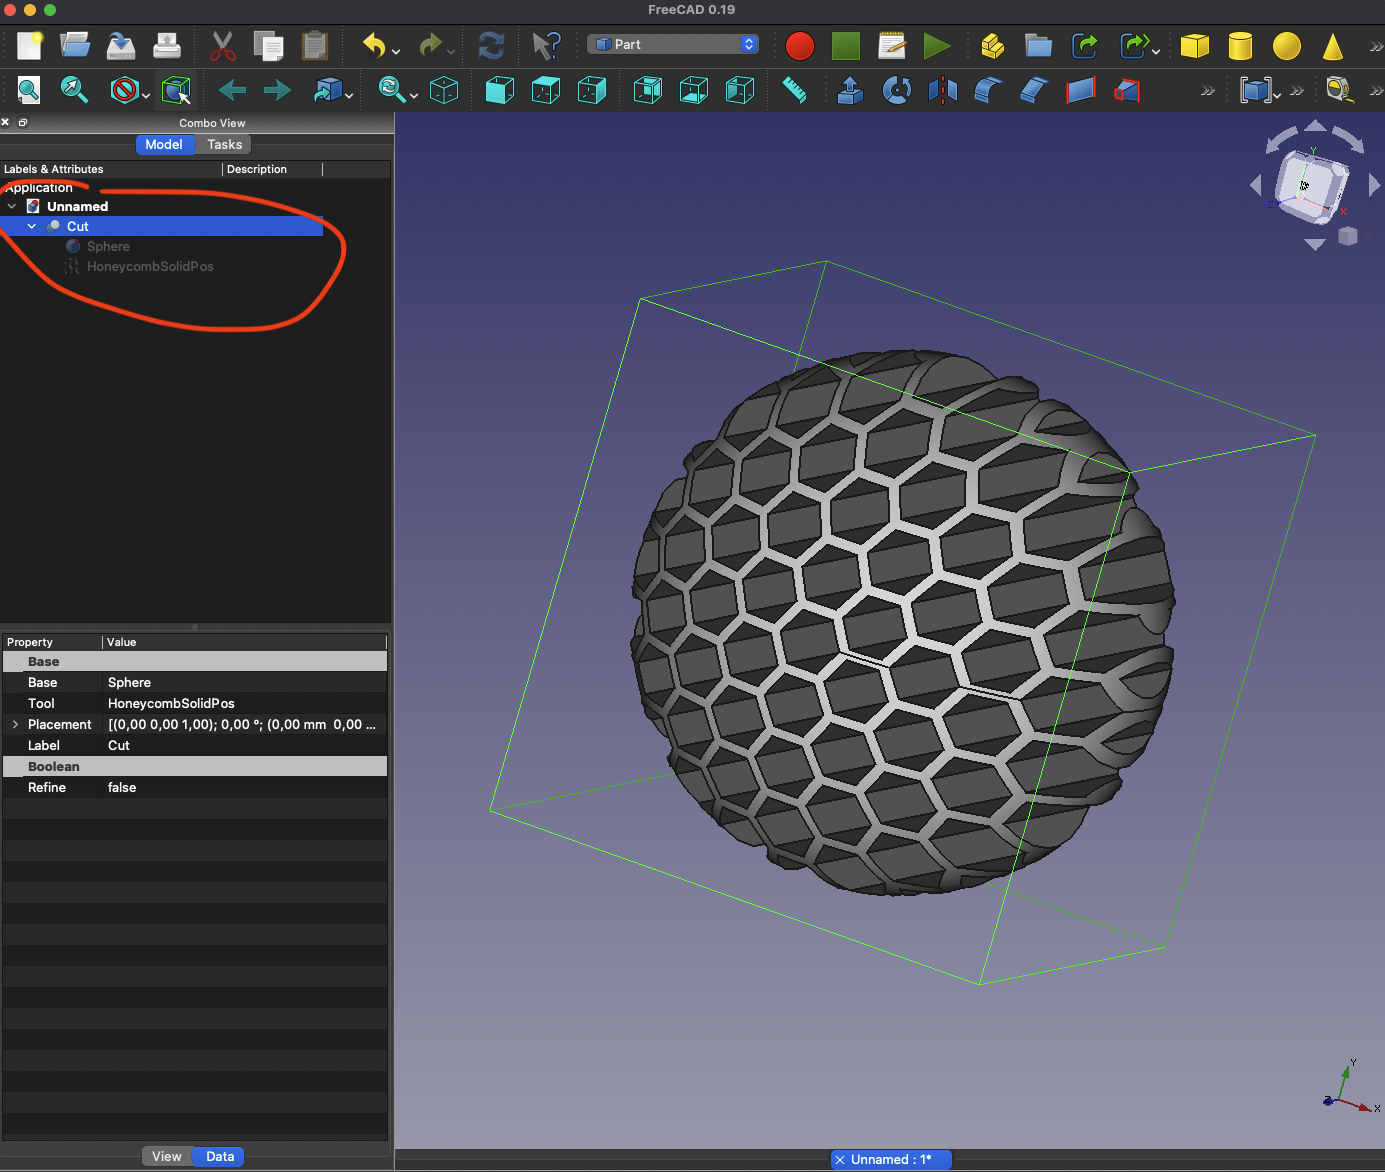 FreeCAD 0.19
Part
Combo View
Model Tasks
Labels & Attributes Description
Application
Unnamed
Cut
Sphere
HoneycombSolidPos
Property Value
Base
Base Sphere
Tool HoneycombSolidPos
Placement [(0,00 0,00 1,00); 0,00 °; (0,00 mm 0,00 ...
Label Cut
Boolean
Refine false
View Data
Unnamed : 1*
Y
X
Z
Y
X
Z